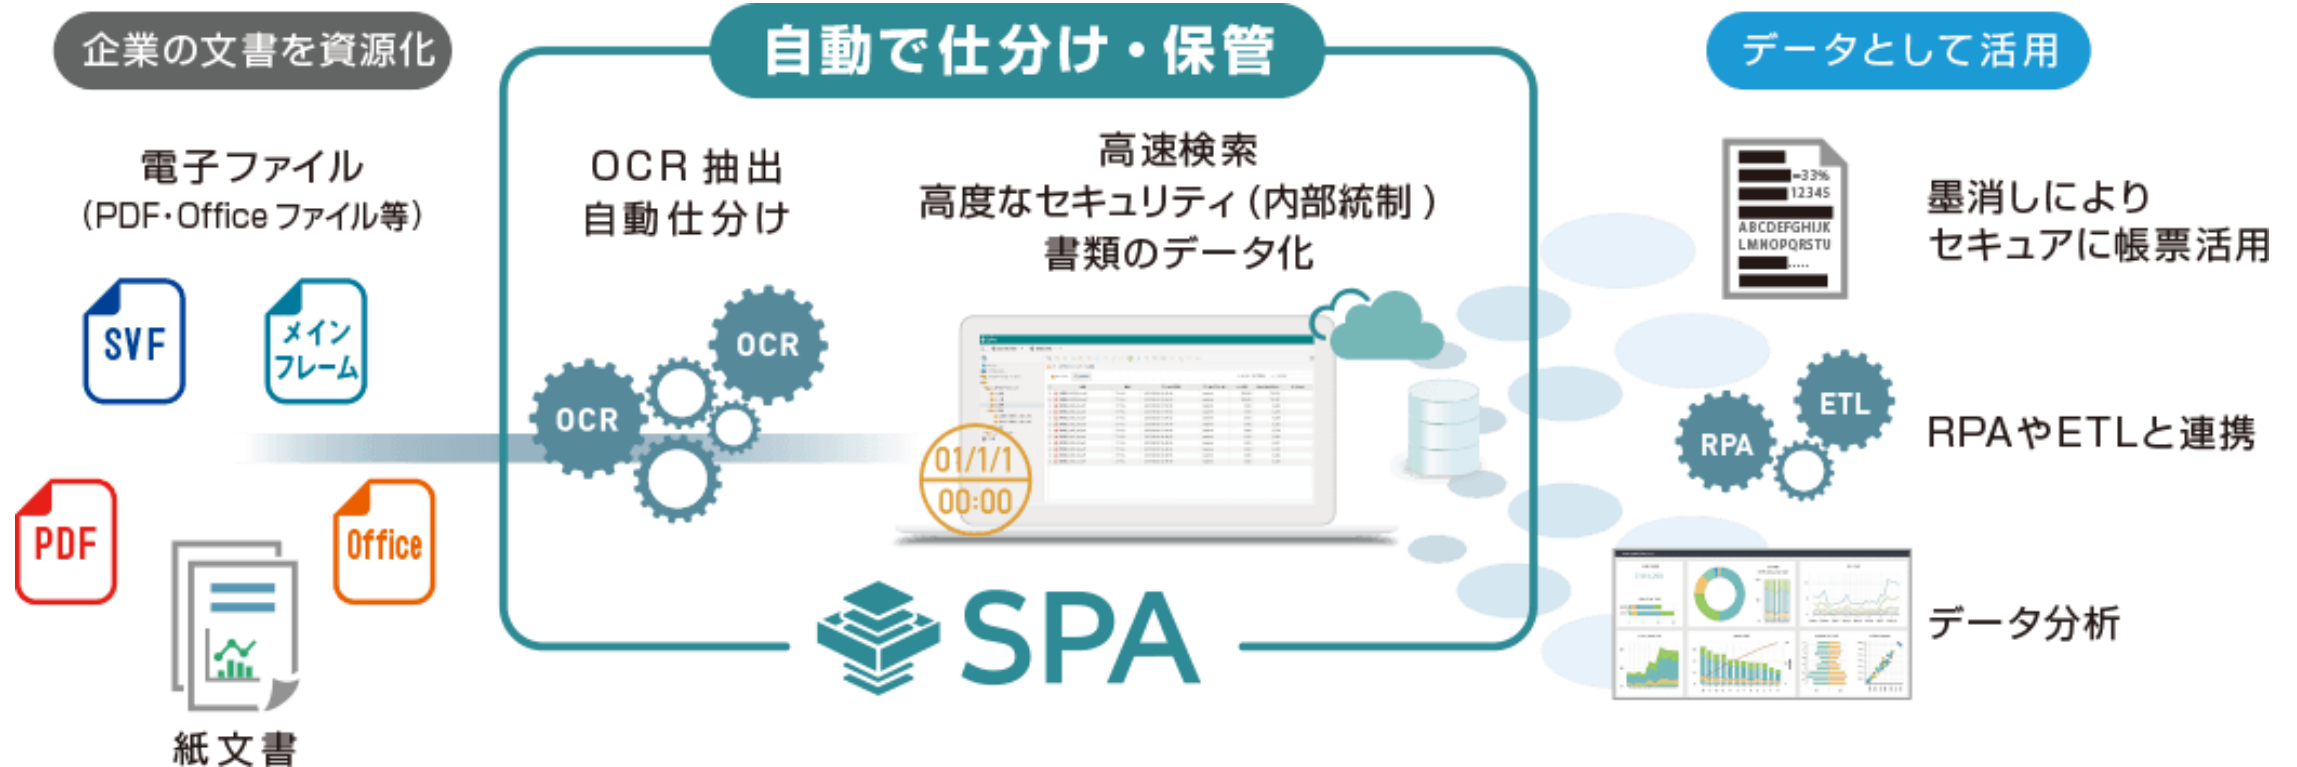 企業の文書を資源化
電子ファイル
（PDF・Office ファイル等）
SVF
メイン
フレーム
PDF
Office
紙文書
自動で仕分け・保管
OCR 抽出
自動仕分け
OCR
OCR
高速検索
高度なセキュリティ（内部統制）
書類のデータ化
01/1/1
00:00
SPA
データとして活用
=33%
12345
ABCDEFGHIJK
LMNOPQRSTU
.....
墨消しにより
セキュアに帳票活用
ETL
RPA
RPAやETLと連携
データ分析